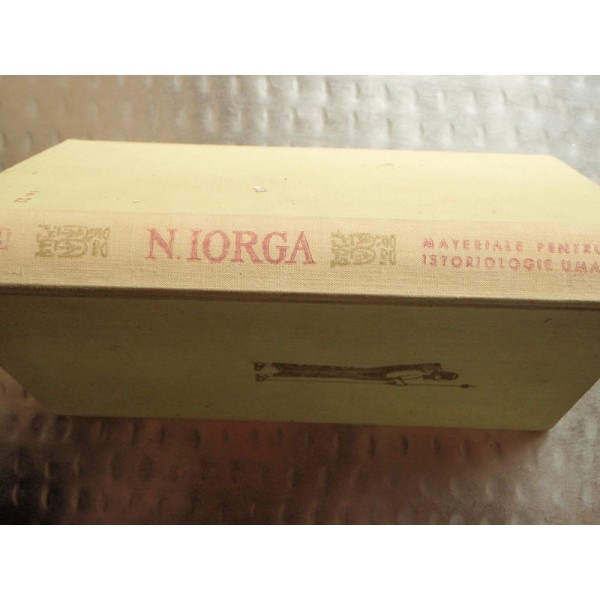 N. IORGA
MATERIALE PENTRU
ISTORIOLOGIE UMA